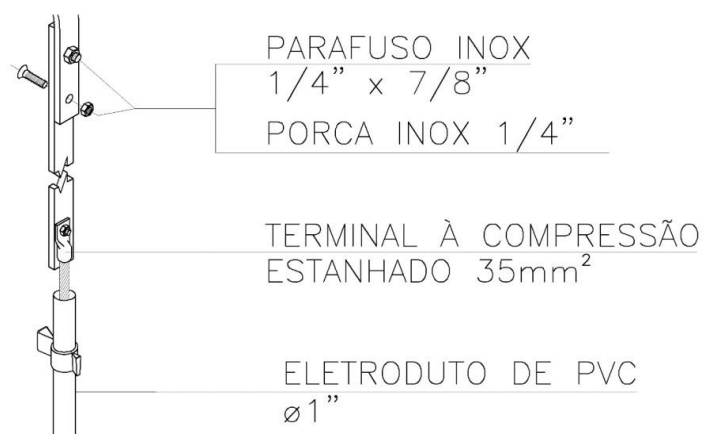 PARAFUSO INOX
1/4" x 7/8"
PORCA INOX 1/4"
TERMINAL À COMPRESSÃO
ESTANHADO 35mm²
ELETRODUTO DE PVC
ø1"